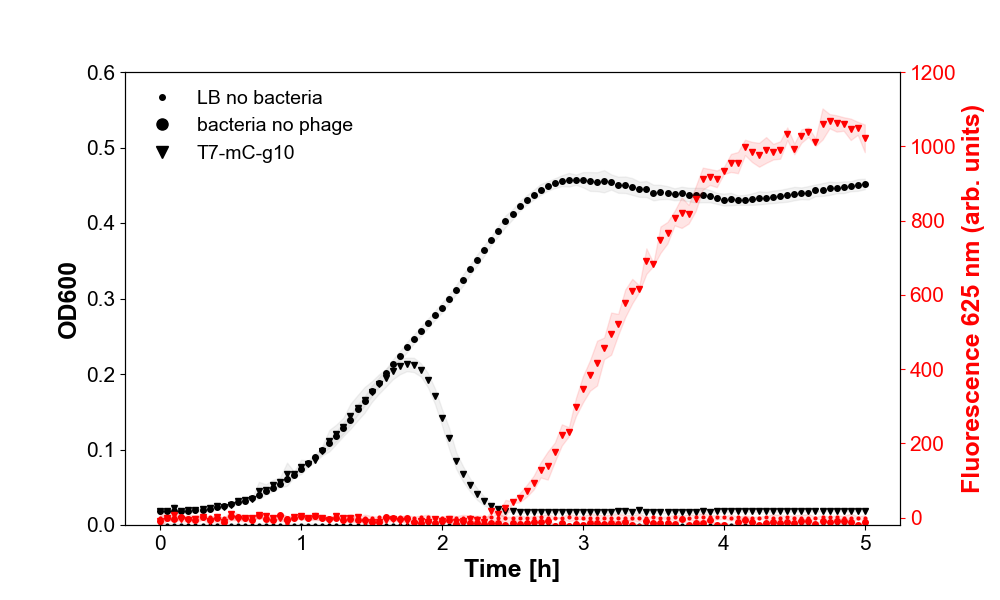 LB no bacteria
bacteria no phage
T7-mC-g10
0.6
0.5
0.4
0.3
0.2
0.1
0.0
OD600
1200
1000
800
600
400
200
0
Fluorescence 625 nm (arb. units)
0 1 2 3 4 5
Time [h]